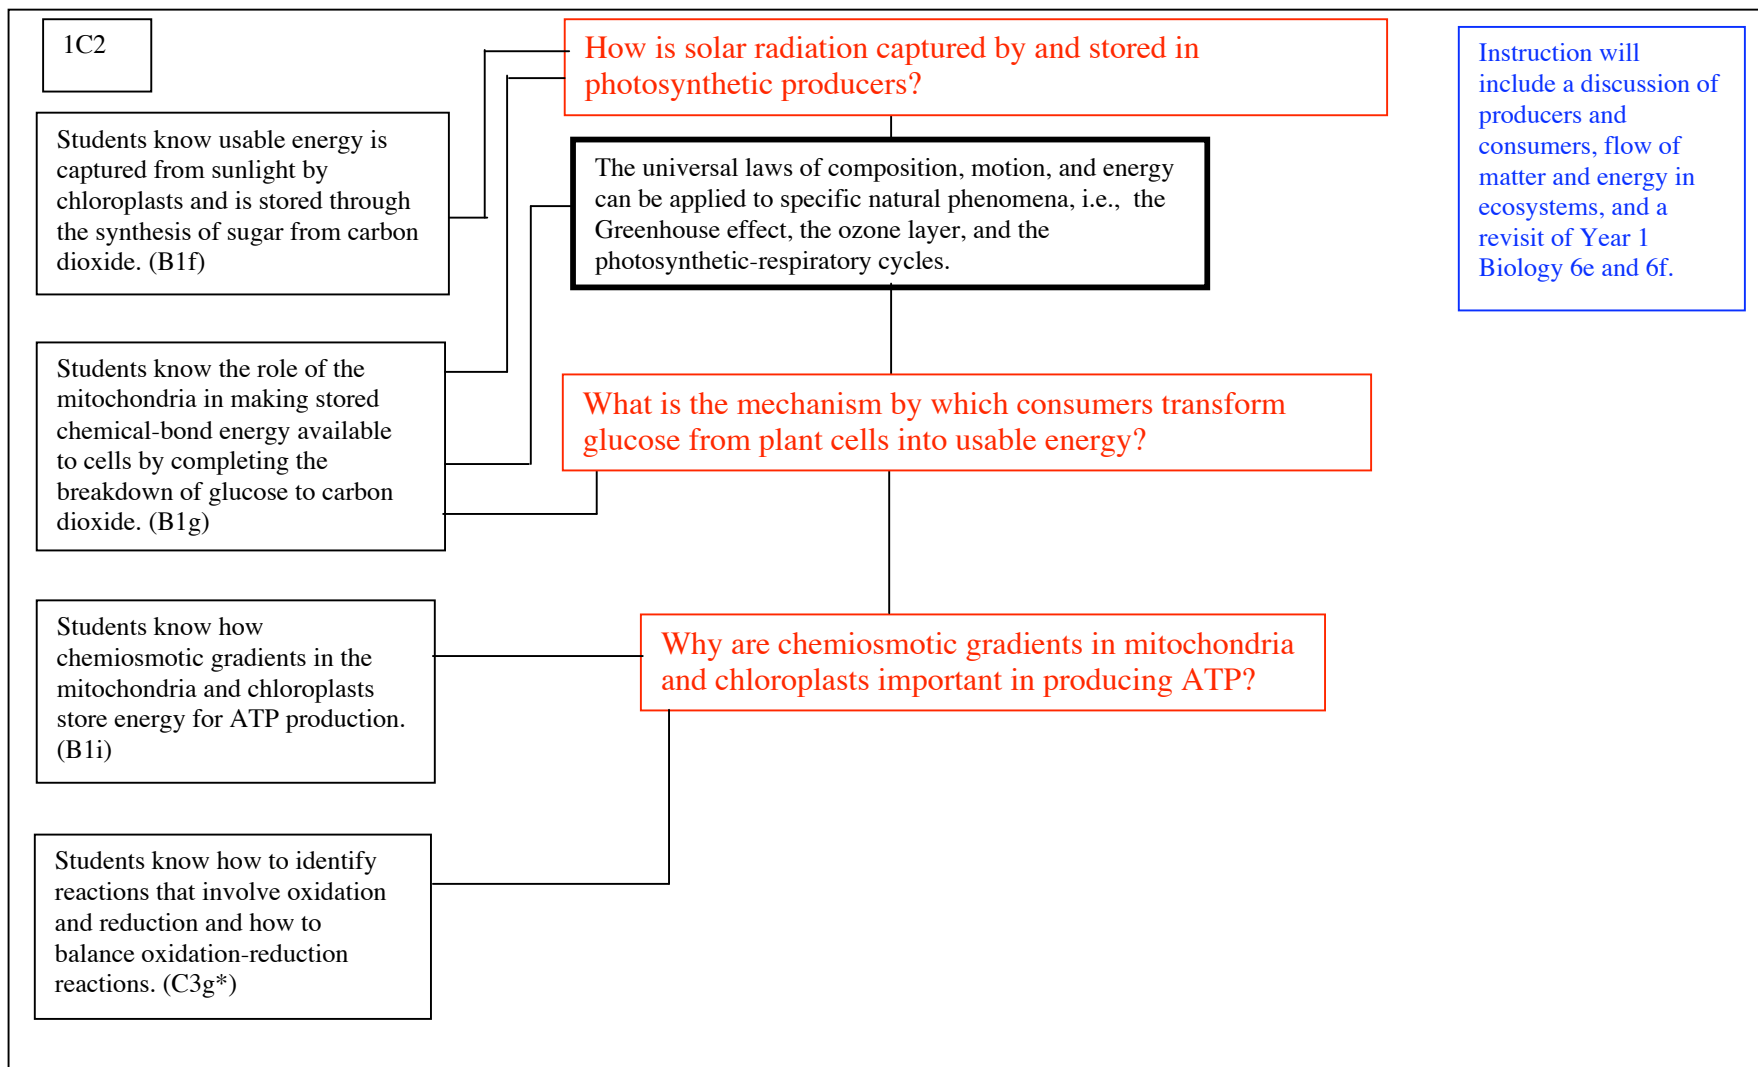 1C2
How is solar radiation captured by and stored in
photosynthetic producers?
Instruction will
include a discussion of
producers and
consumers, flow of
matter and energy in
ecosystems, and a
revisit of Year 1
Biology 6e and 6f.
Students know usable energy is
captured from sunlight by
chloroplasts and is stored through
the synthesis of sugar from carbon
dioxide. (B1f)
The universal laws of composition, motion, and energy
can be applied to specific natural phenomena, i.e., the
Greenhouse effect, the ozone layer, and the
photosynthetic-respiratory cycles.
Students know the role of the
mitochondria in making stored
chemical-bond energy available
to cells by completing the
breakdown of glucose to carbon
dioxide. (B1g)
What is the mechanism by which consumers transform
glucose from plant cells into usable energy?
Students know how
chemiosmotic gradients in the
mitochondria and chloroplasts
store energy for ATP production.
(B1i)
Why are chemiosmotic gradients in mitochondria
and chloroplasts important in producing ATP?
Students know how to identify
reactions that involve oxidation
and reduction and how to
balance oxidation-reduction
reactions. (C3g*)